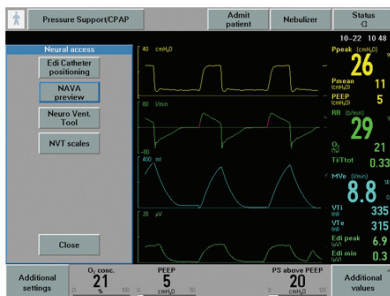 Pressure Support/CPAP
Admit patient
Nebulizer
Status
10-22 10:48
Neural access
Edi Catheter positioning
NAVA preview
Neuro Vent. Tool
NVT scales
Close
40 cmH2O
60 l/min
-60
400 ml
20 µV
Ppeak (cmH2O)
26
Pmean 11
(cmH2O)
PEEP 5
(cmH2O)
RR (b/min)
29
O2 21
%
Ti/Ttot 0.33
MVe (l/min)
8.8
VTi 335
(ml)
VTe 315
(ml)
Edi peak 6.9
(µV)
Edi min 0.3
(µV)
Additional settings
O2 conc.
21
%
PEEP
5
cmH2O
PS above PEEP
20
cmH2O
Additional values